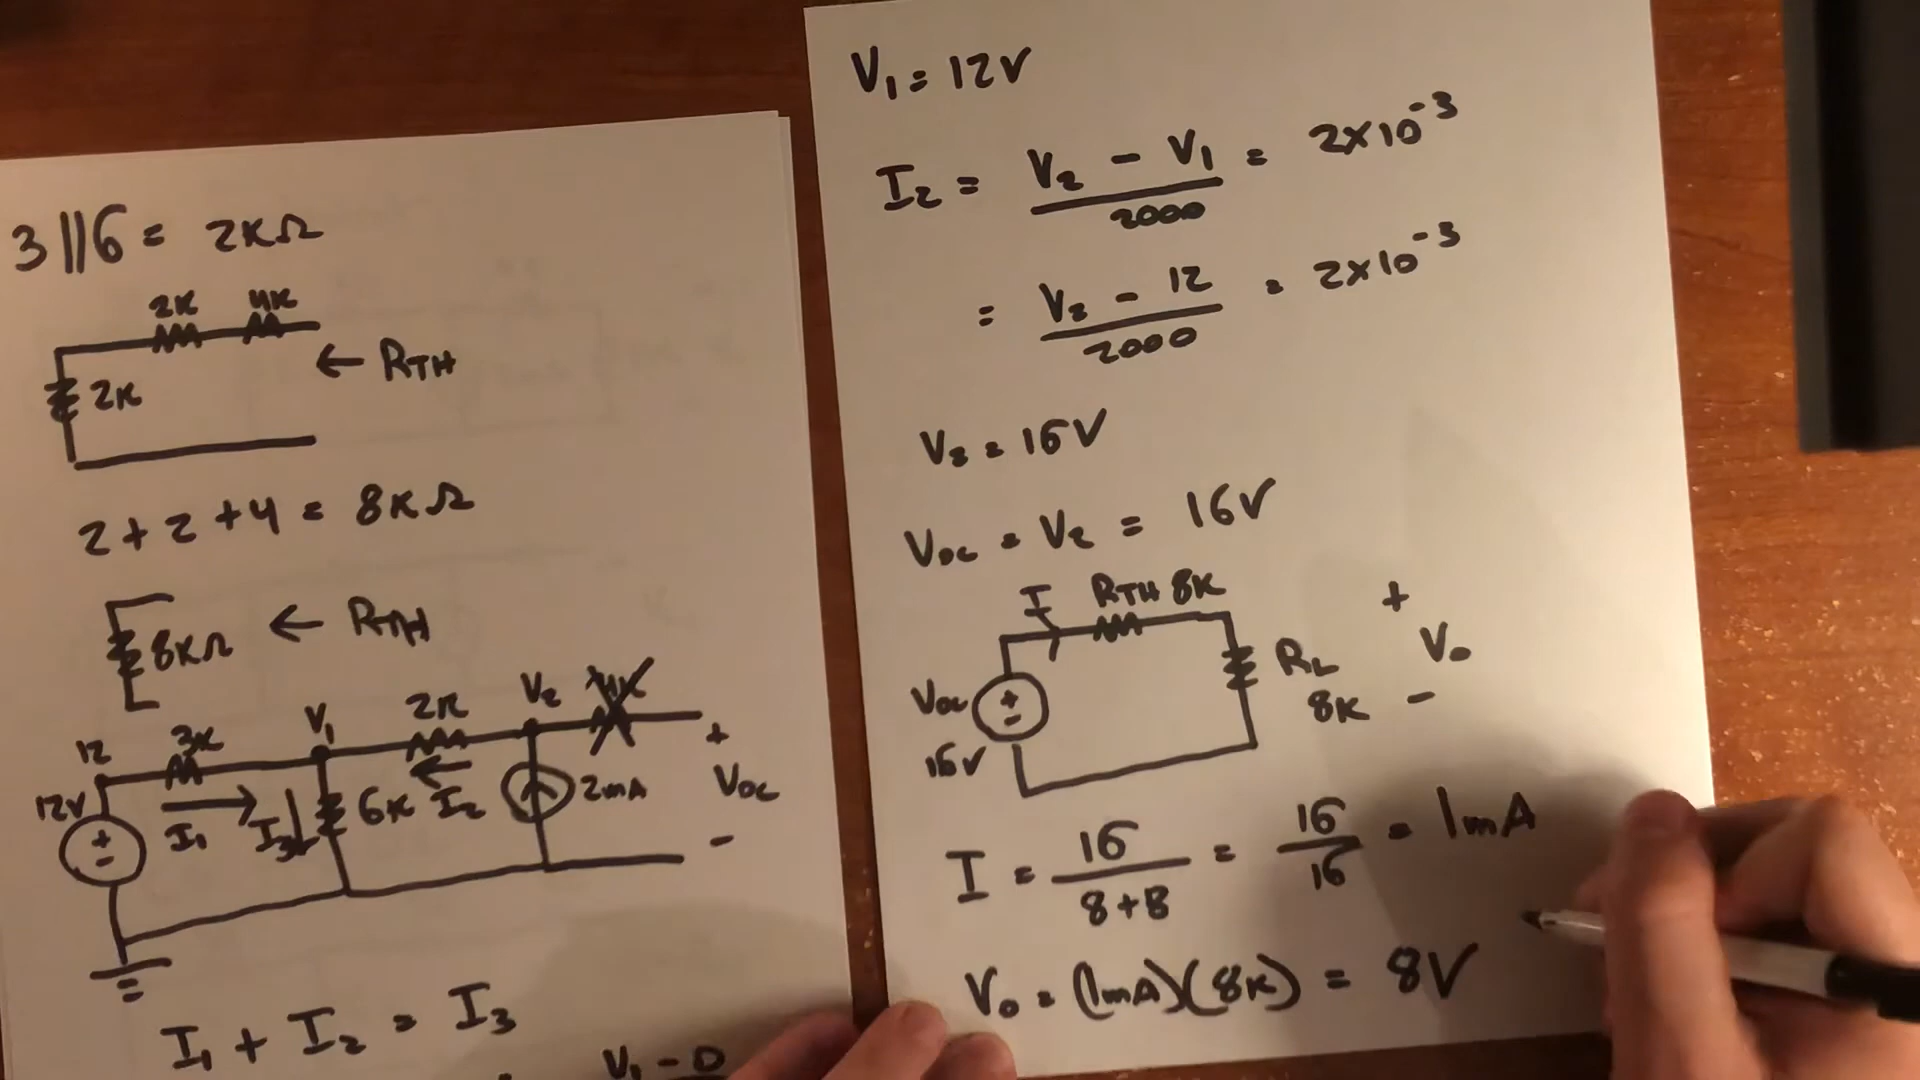 3||6 = 2KΩ
2K 4K
← RTH
2K
2+2+4 = 8KΩ
8KΩ ← RTH
12 3K V1 2K V2 4K
+
12V + - I1 I3 6K I2 2mA VOC
-
I1 + I2 = I3
V1 - 0
V1 = 12V
I2 = V2 - V1 / 2000 = 2x10-3
= V2 - 12 / 2000 = 2x10-3
V2 = 16V
VOC = V2 = 16V
I RTH 8K
+
VOC + - RL V0
16V 8K -
I = 16 / 8+8 = 16 / 16 = 1mA
V0 = (1mA)(8K) = 8V